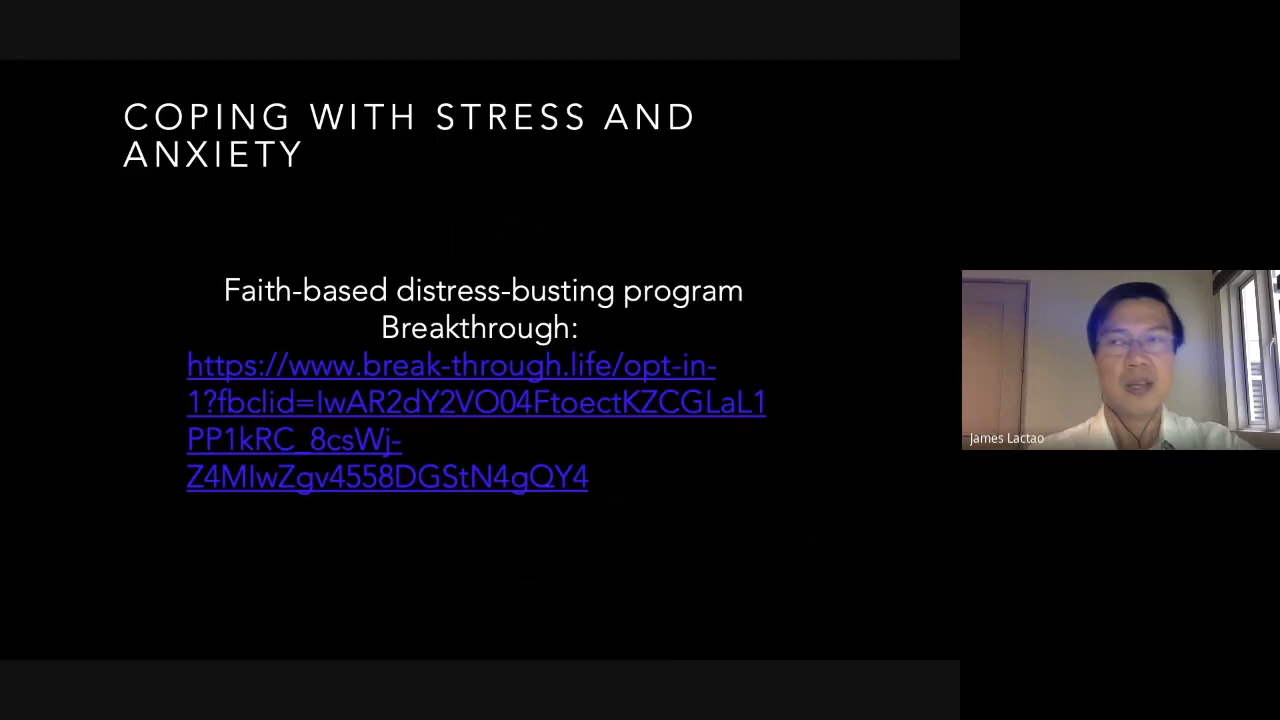 COPING WITH STRESS AND
ANXIETY
Faith-based distress-busting program
Breakthrough:
https://www.break-through.life/opt-in-
1?fbclid=IwAR2dY2VO04FtoectKZCGLaL1
PP1kRC_8csWj-
Z4MlwZgv4558DGStN4gQY4
James Lactao